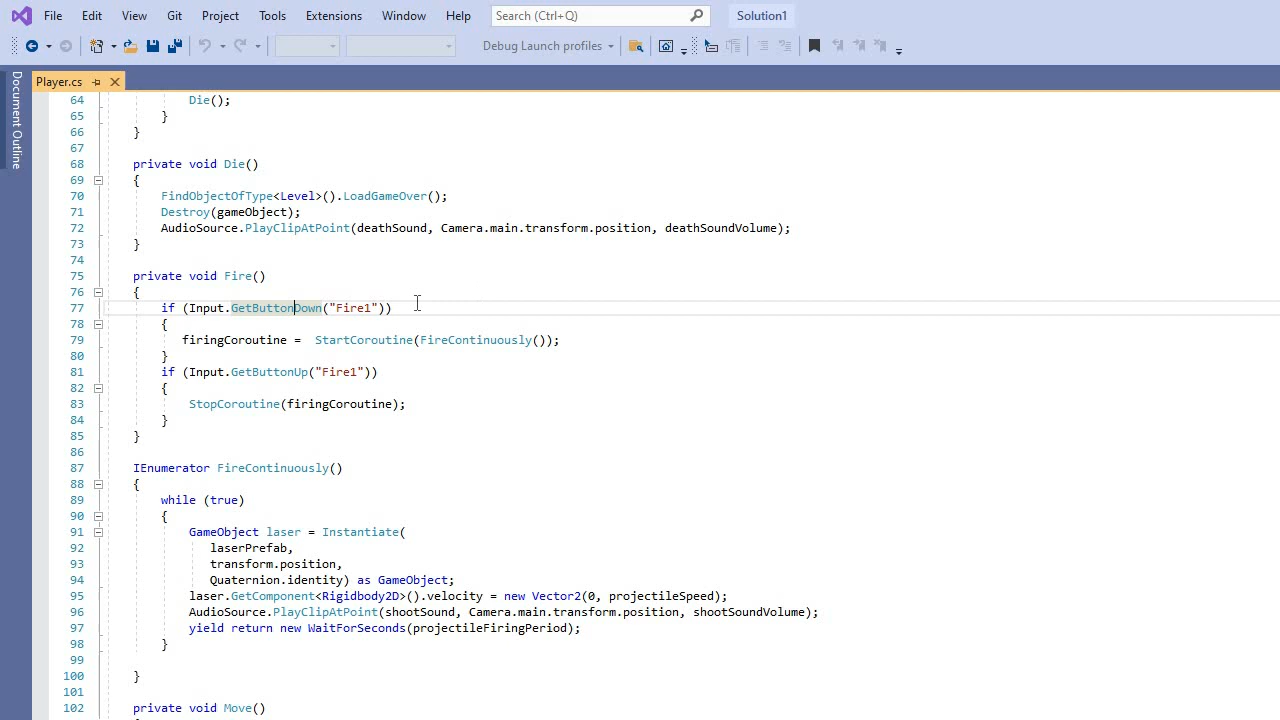 File Edit View Git Project Tools Extensions Window Help Search (Ctrl+Q) Solution1
Debug Launch profiles
Player.cs
Document Outline
64 Die();
65 }
66 }
67
68 private void Die()
69 {
70 FindObjectOfType<Level>().LoadGameOver();
71 Destroy(gameObject);
72 AudioSource.PlayClipAtPoint(deathSound, Camera.main.transform.position, deathSoundVolume);
73 }
74
75 private void Fire()
76 {
77 if (Input.GetButtonDown("Fire1"))
78 {
79 firingCoroutine = StartCoroutine(FireContinuously());
80 }
81 if (Input.GetButtonUp("Fire1"))
82 {
83 StopCoroutine(firingCoroutine);
84 }
85 }
86
87 IEnumerator FireContinuously()
88 {
89 while (true)
90 {
91 GameObject laser = Instantiate(
92 laserPrefab,
93 transform.position,
94 Quaternion.identity) as GameObject;
95 laser.GetComponent<Rigidbody2D>().velocity = new Vector2(0, projectileSpeed);
96 AudioSource.PlayClipAtPoint(shootSound, Camera.main.transform.position, shootSoundVolume);
97 yield return new WaitForSeconds(projectileFiringPeriod);
98 }
99
100 }
101
102 private void Move()